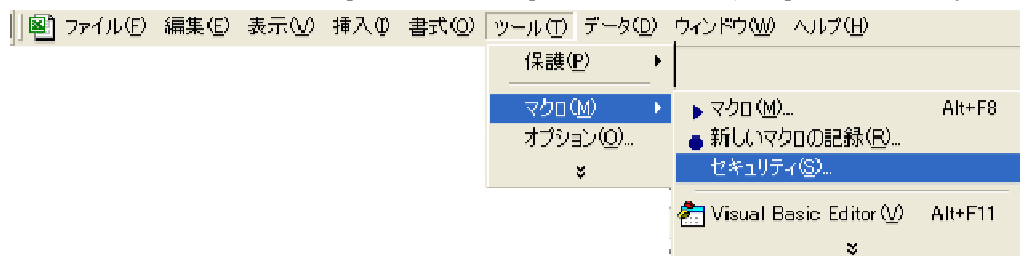 ファイル(F) 編集(E) 表示(V) 挿入(I) 書式(O) ツール(T) データ(D) ウィンドウ(W) ヘルプ(H)
保護(P)
マクロ(M)
オプション(O)...
マクロ(M)... Alt+F8
新しいマクロの記録(R)...
セキュリティ(S)...
Visual Basic Editor(V) Alt+F11